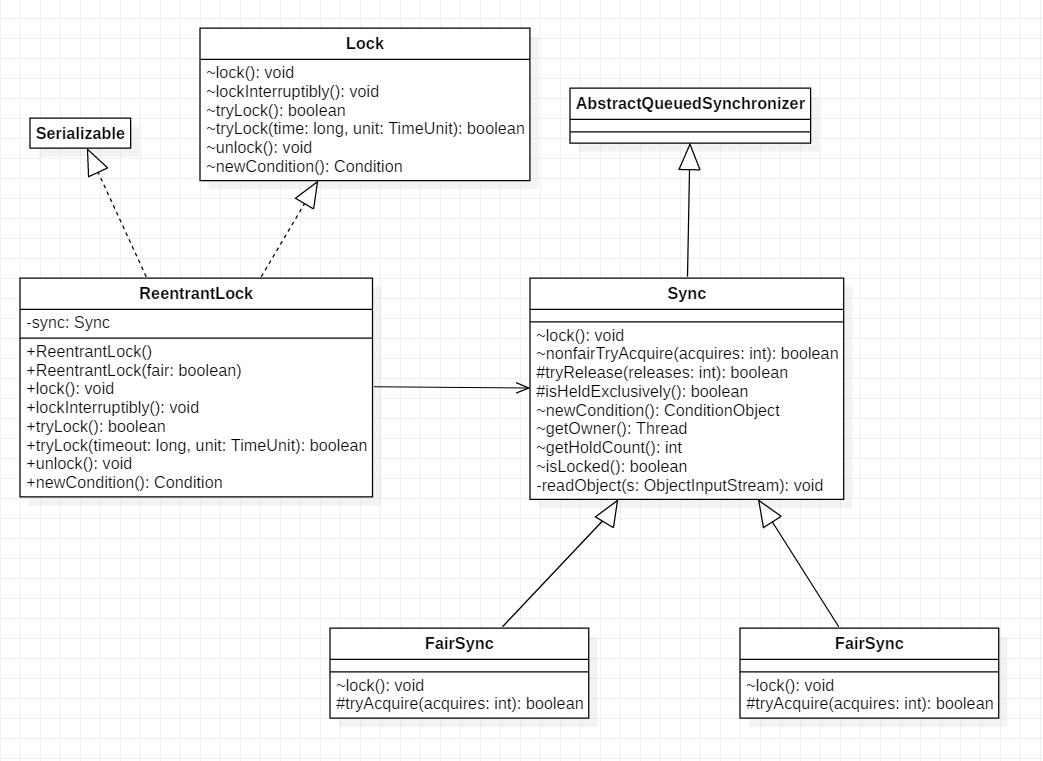 Lock
~lock(): void
~lockInterruptibly(): void
~tryLock(): boolean
~tryLock(time: long, unit: TimeUnit): boolean
~unlock(): void
~newCondition(): Condition
AbstractQueuedSynchronizer
Serializable
ReentrantLock
-sync: Sync
+ReentrantLock()
+ReentrantLock(fair: boolean)
+lock(): void
+lockInterruptibly(): void
+tryLock(): boolean
+tryLock(timeout: long, unit: TimeUnit): boolean
+unlock(): void
+newCondition(): Condition
Sync
~lock(): void
~nonfairTryAcquire(acquires: int): boolean
#tryRelease(releases: int): boolean
#isHeldExclusively(): boolean
~newCondition(): ConditionObject
~getOwner(): Thread
~getHoldCount(): int
~isLocked(): boolean
-readObject(s: ObjectInputStream): void
FairSync
~lock(): void
#tryAcquire(acquires: int): boolean
FairSync
~lock(): void
#tryAcquire(acquires: int): boolean